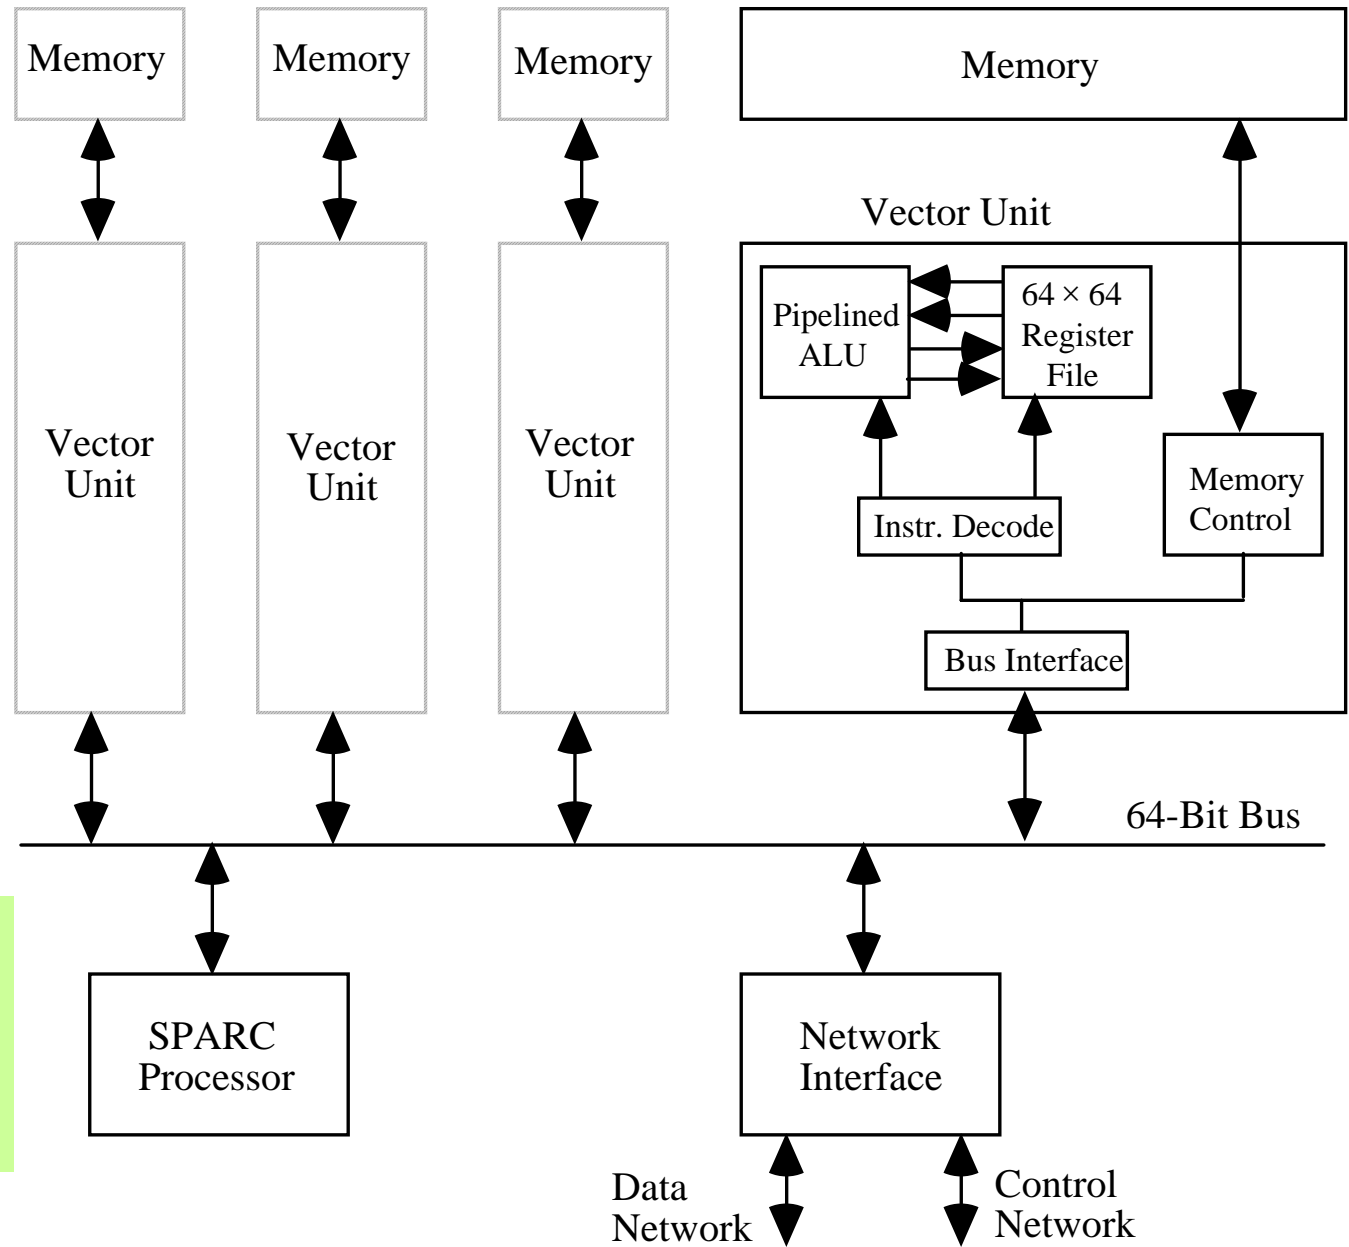 Memory
Memory
Memory
Memory
Vector Unit
Pipelined
ALU
64 × 64
Register
File
Vector
Unit
Vector
Unit
Vector
Unit
Memory
Control
Instr. Decode
Bus Interface
64-Bit Bus
SPARC
Processor
Network
Interface
Data
Network
Control
Network